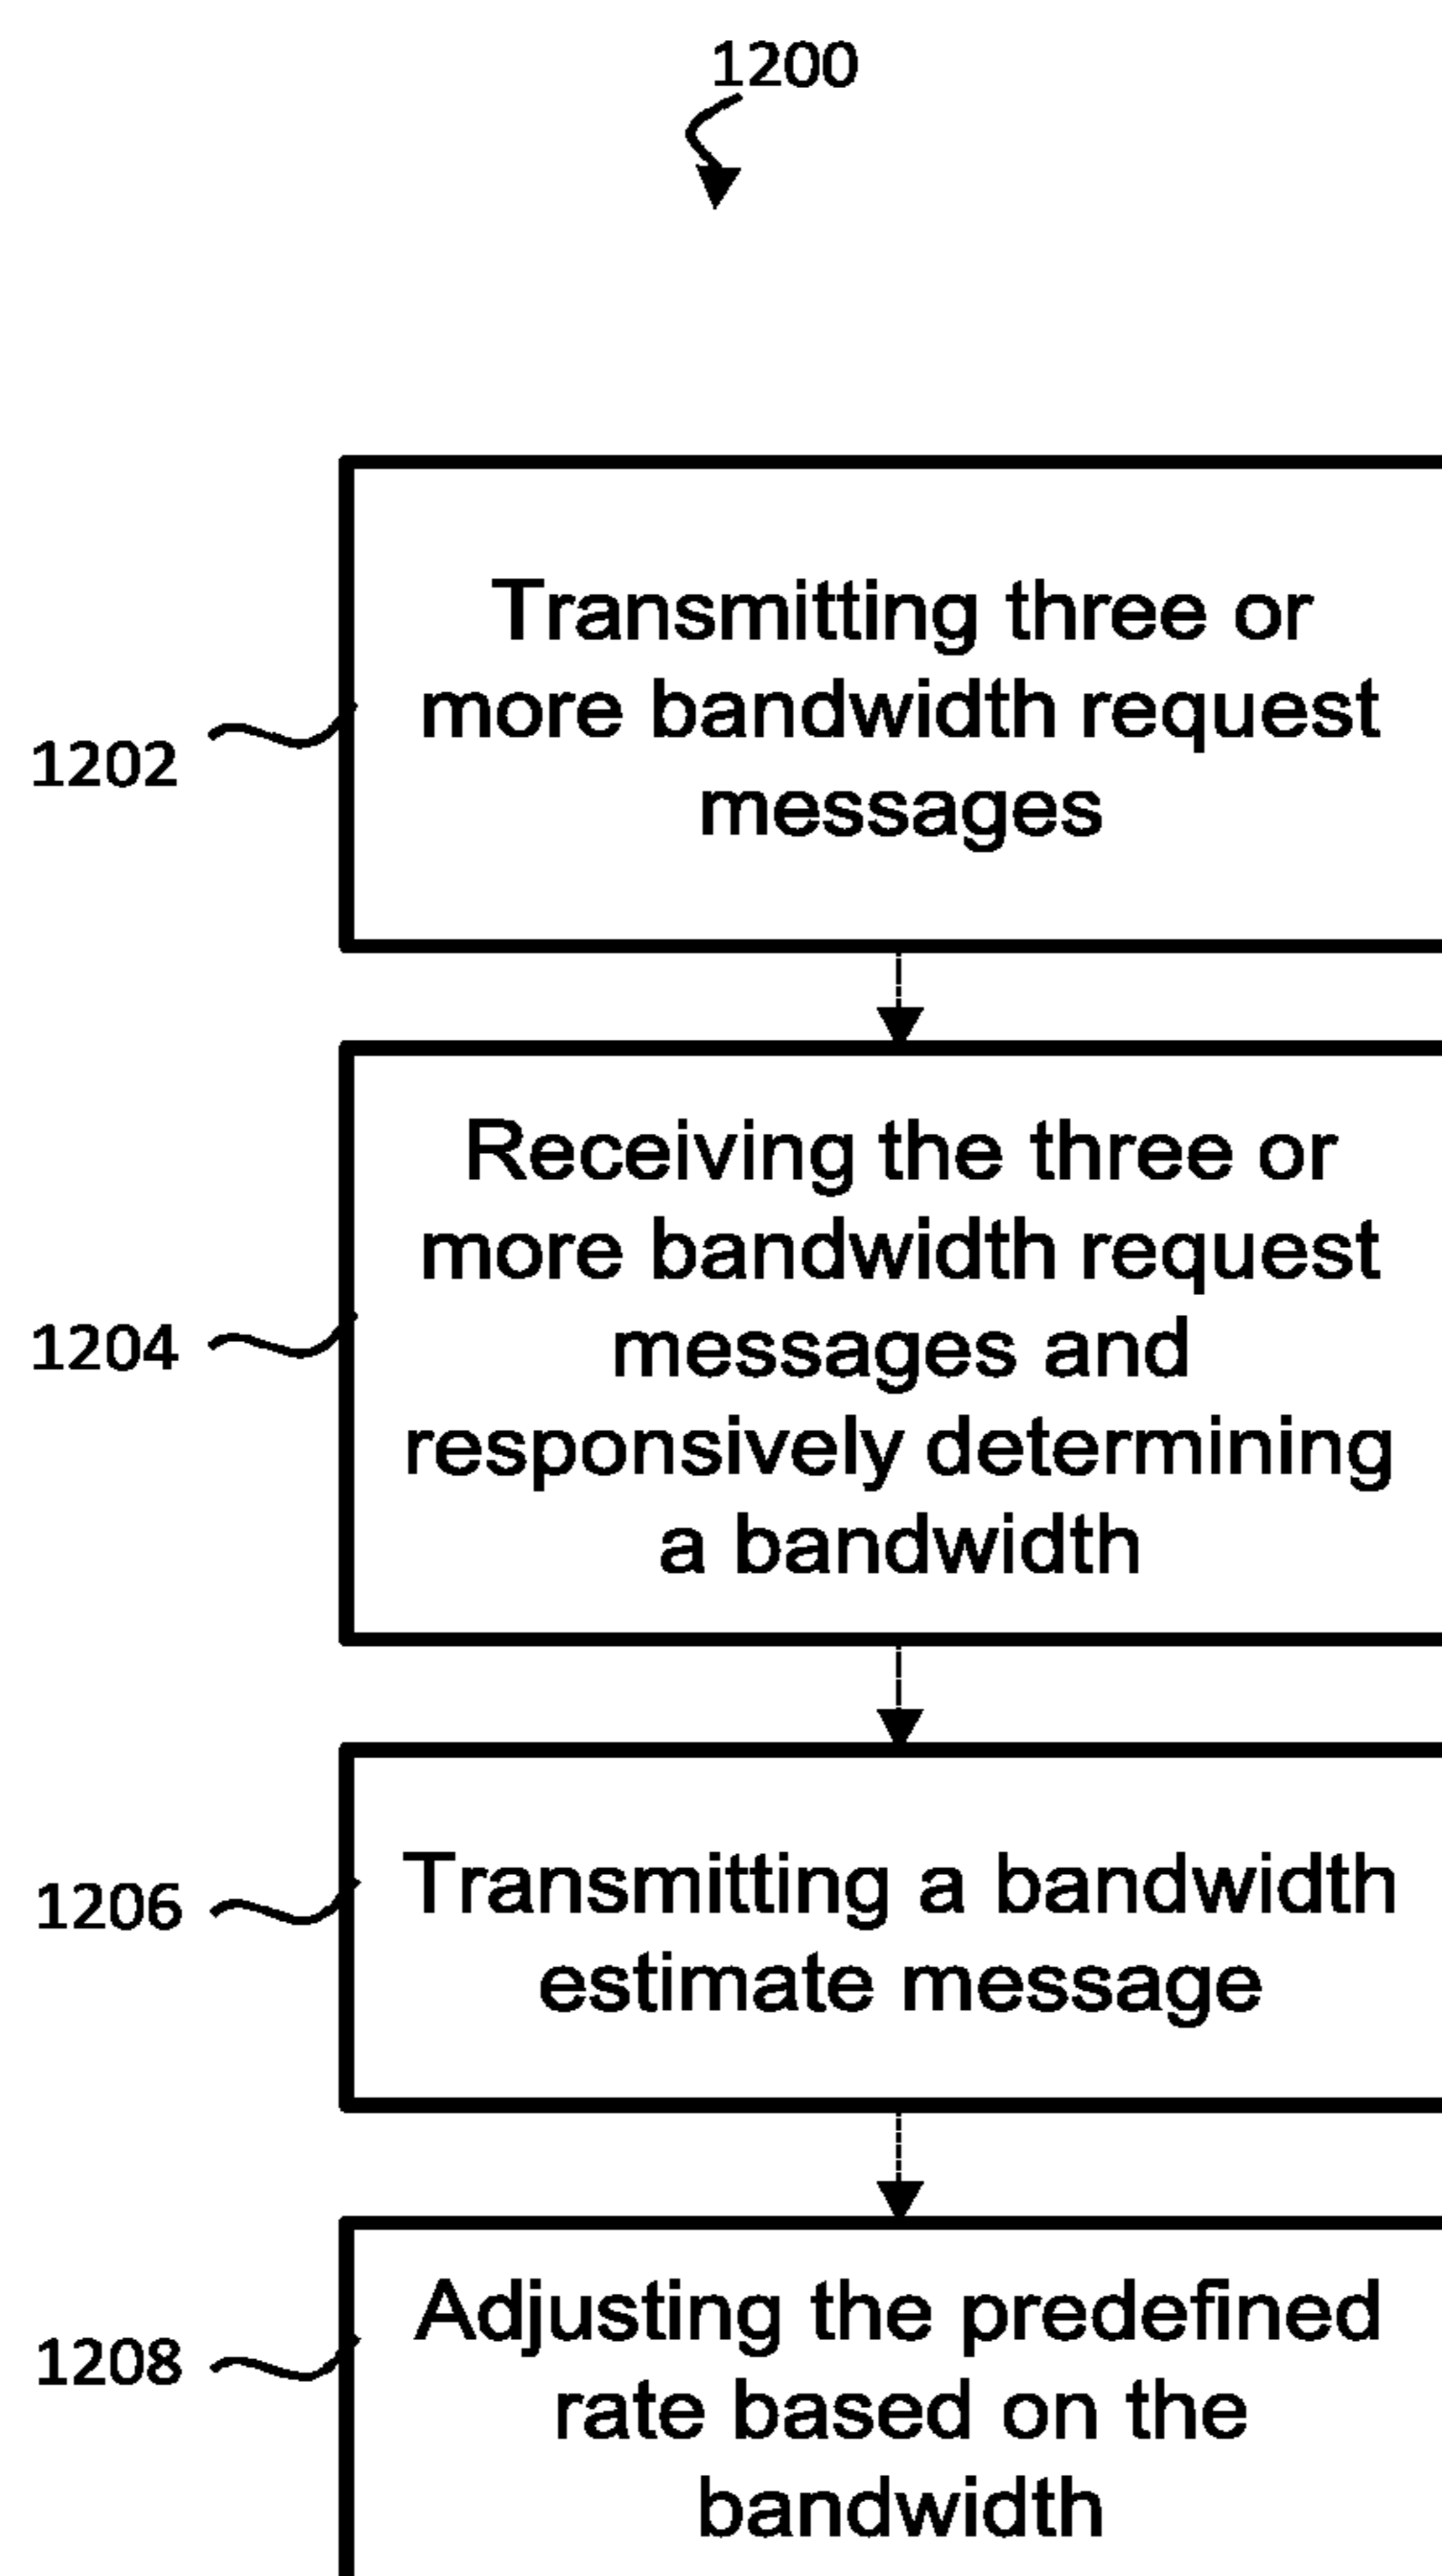 1200
Transmitting three or
more bandwidth request
messages
1202
Receiving the three or
more bandwidth request
messages and
responsively determining
a bandwidth
1204
Transmitting a bandwidth
estimate message
1206
Adjusting the predefined
rate based on the
bandwidth
1208